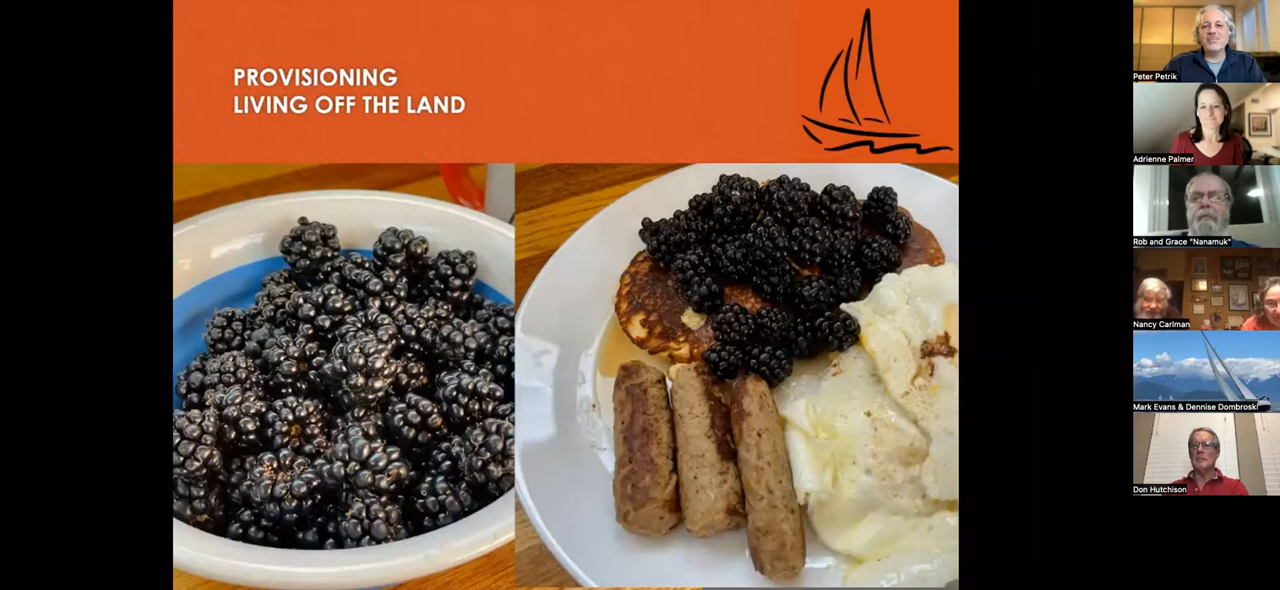 PROVISIONING
LIVING OFF THE LAND
Peter Petrik
Adrienne Palmer
Rob and Grace "Nanamuk"
Nancy Carlman
Mark Evans & Dennise Dombroski
Don Hutchison